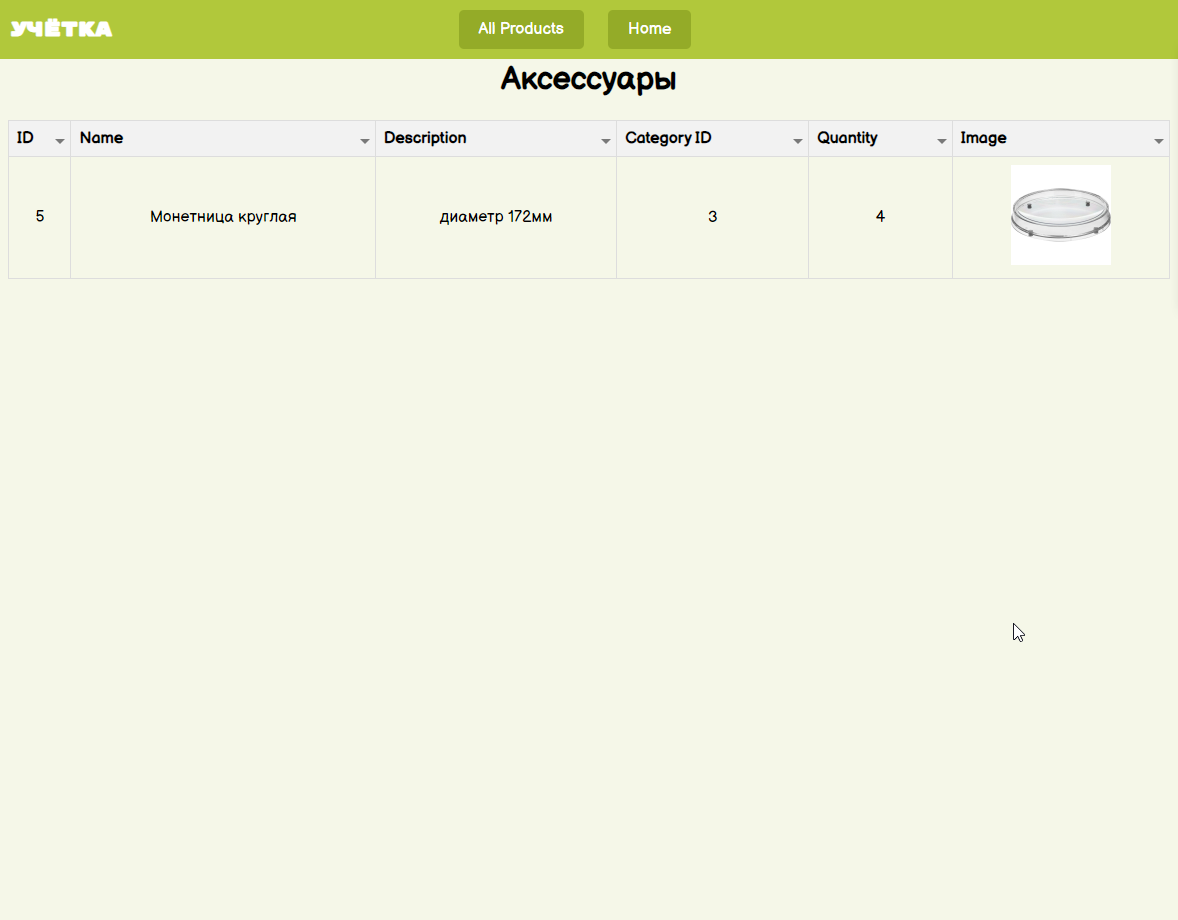 УЧЁТКА
All Products
Home
Аксессуары
ID Name Description Category ID Quantity Image
5 Монетница круглая диаметр 172мм 3 4